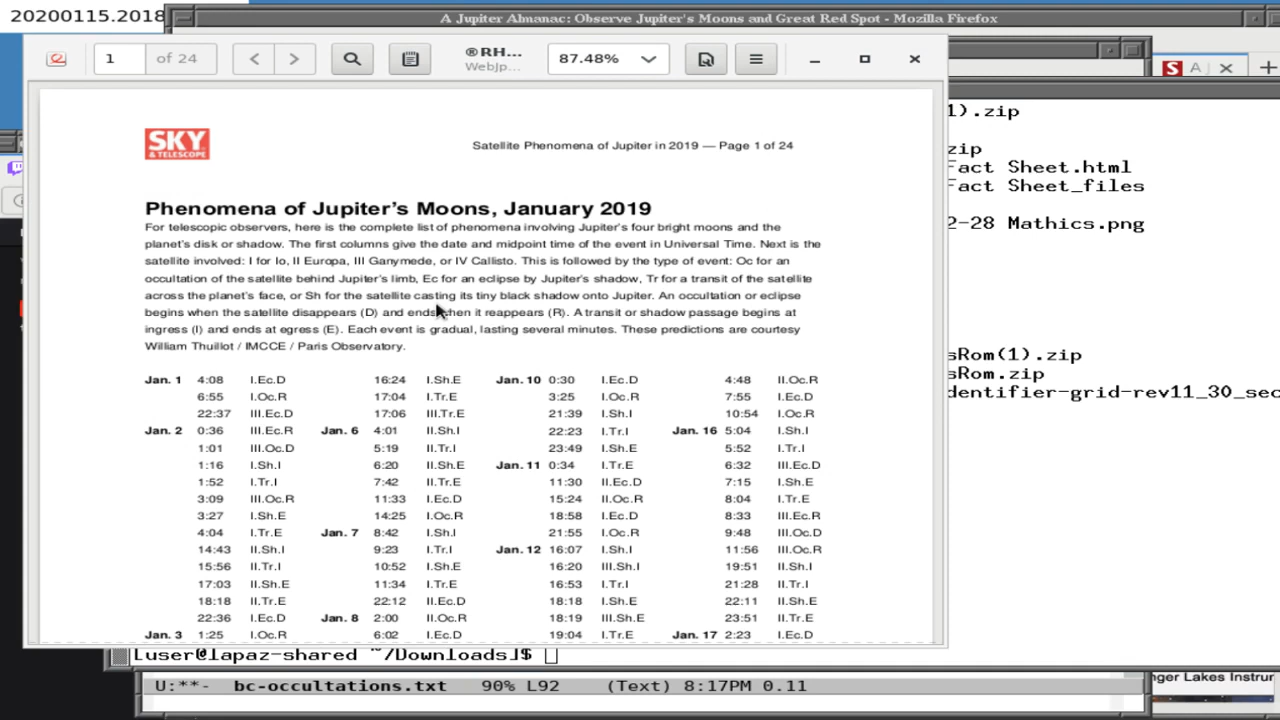 20200115.2018
A Jupiter Almanac: Observe Jupiter's Moons and Great Red Spot - Mozilla Firefox
1 of 24
®RH...
WebJp...
87.48%
SKY
& TELESCOPE
Satellite Phenomena of Jupiter in 2019 — Page 1 of 24
Phenomena of Jupiter's Moons, January 2019
For telescopic observers, here is the complete list of phenomena involving Jupiter's four bright moons and the
planet's disk or shadow. The first columns give the date and midpoint time of the event in Universal Time. Next is the
satellite involved: I for Io, II Europa, III Ganymede, or IV Callisto. This is followed by the type of event: Oc for an
occultation of the satellite behind Jupiter's limb, Ec for an eclipse by Jupiter's shadow, Tr for a transit of the satellite
across the planet's face, or Sh for the satellite casting its tiny black shadow onto Jupiter. An occultation or eclipse
begins when the satellite disappears (D) and ends when it reappears (R). A transit or shadow passage begins at
ingress (I) and ends at egress (E). Each event is gradual, lasting several minutes. These predictions are courtesy
William Thuillot / IMCCE / Paris Observatory.
Jan. 1 4:08 I.Ec.D
6:55 I.Oc.R
22:37 III.Ec.D
Jan. 2 0:36 III.Ec.R
1:01 III.Oc.D
1:16 I.Sh.I
1:52 I.Tr.I
3:09 III.Oc.R
3:27 I.Sh.E
4:04 I.Tr.E
14:43 II.Sh.I
15:56 II.Tr.I
17:03 II.Sh.E
18:18 II.Tr.E
22:36 I.Ec.D
Jan. 3 1:25 I.Oc.R
16:24 I.Sh.E
17:04 I.Tr.E
17:06 III.Tr.E
Jan. 6 4:01 II.Sh.I
5:19 II.Tr.I
6:20 II.Sh.E
7:42 II.Tr.E
11:33 I.Ec.D
14:25 I.Oc.R
Jan. 7 8:42 I.Sh.I
9:23 I.Tr.I
10:52 I.Sh.E
11:34 I.Tr.E
22:12 II.Ec.D
Jan. 8 2:00 II.Oc.R
6:02 I.Ec.D
Jan. 10 0:30 I.Ec.D
3:25 I.Oc.R
21:39 I.Sh.I
22:23 I.Tr.I
23:49 I.Sh.E
Jan. 11 0:34 I.Tr.E
11:30 II.Ec.D
15:24 II.Oc.R
18:58 I.Ec.D
21:55 I.Oc.R
Jan. 12 16:07 I.Sh.I
16:20 III.Sh.I
16:53 I.Tr.I
18:18 I.Sh.E
18:19 III.Sh.E
19:04 I.Tr.E
4:48 II.Oc.R
7:55 I.Ec.D
10:54 I.Oc.R
Jan. 16 5:04 I.Sh.I
5:52 I.Tr.I
6:32 III.Ec.D
7:15 I.Sh.E
8:04 I.Tr.E
8:33 III.Ec.R
9:48 III.Oc.D
11:56 III.Oc.R
19:51 II.Sh.I
21:28 II.Tr.I
22:11 II.Sh.E
23:51 II.Tr.E
Jan. 17 2:23 I.Ec.D
S A
1).zip
zip
Fact Sheet.html
Fact Sheet_files
2-28 Mathics.png
sRom(1).zip
sRom.zip
dentifier-grid-rev11_30_sec
[user@lapaz-shared ~/Downloads]$
U:**- bc-occultations.txt 90% L92 (Text) 8:17PM 0.11
nger Lakes Instrur